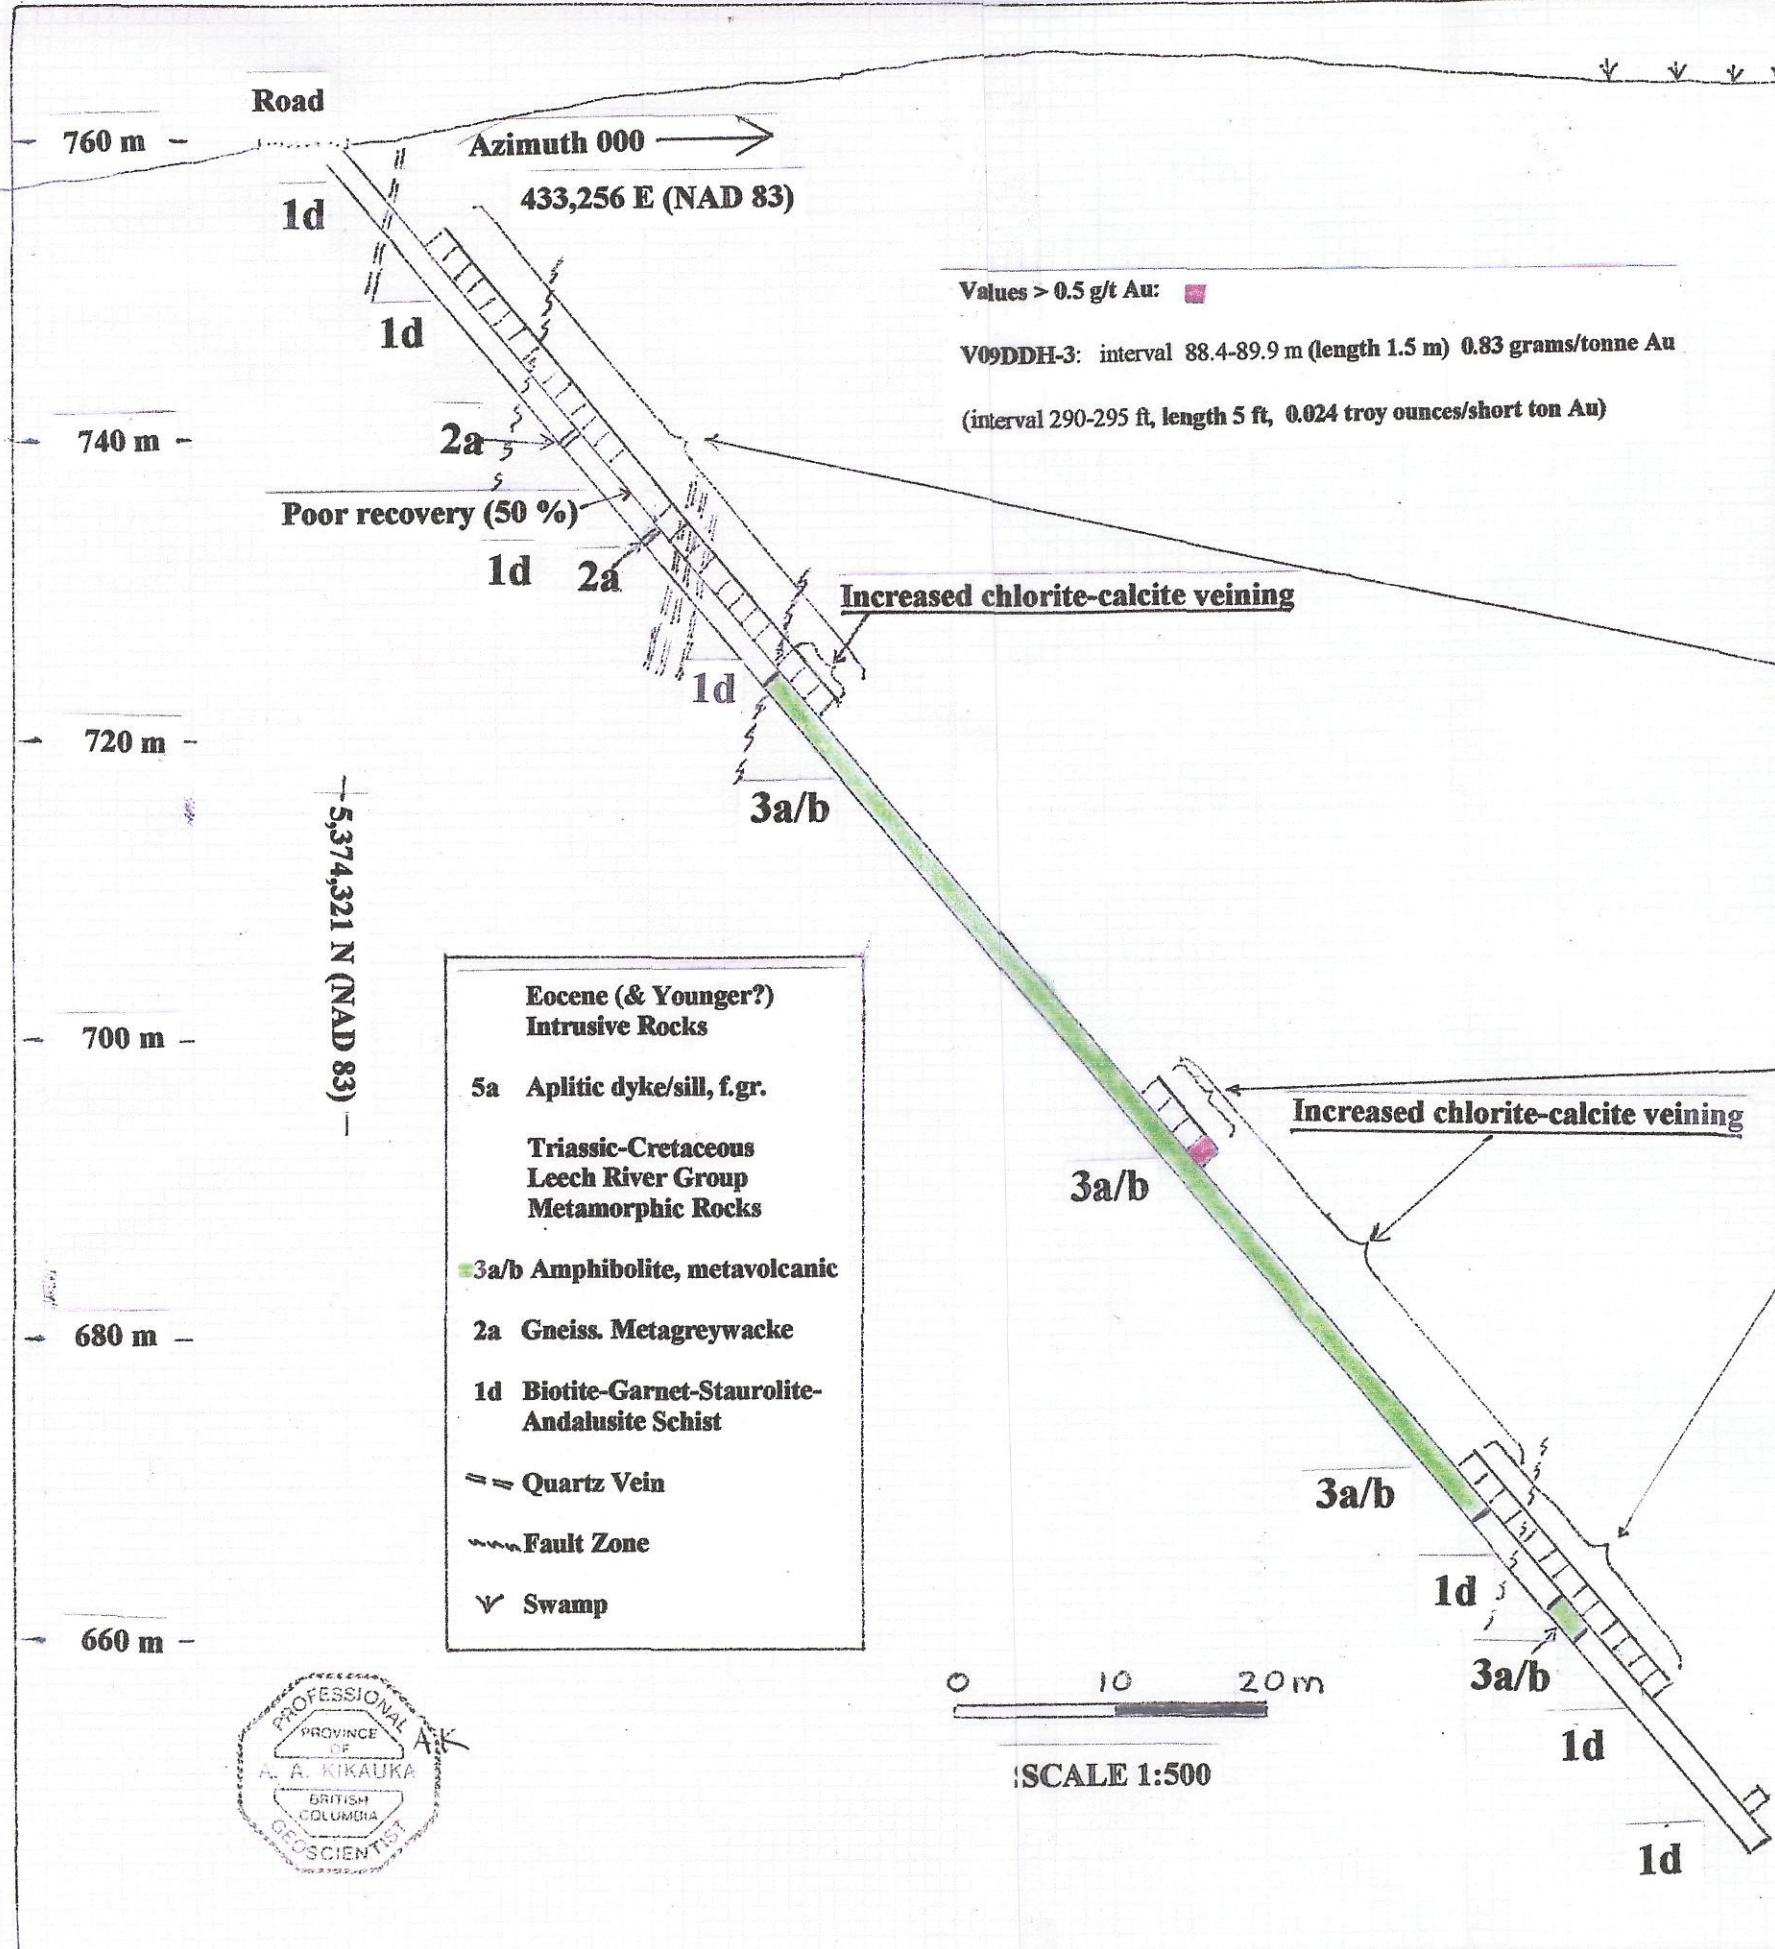 Road
760 m
Azimuth 000
433,256 E (NAD 83)
1d
Values > 0.5 g/t Au:
1d
V09DDH-3: interval 88.4-89.9 m (length 1.5 m) 0.83 grams/tonne Au
(interval 290-295 ft, length 5 ft, 0.024 troy ounces/short ton Au)
740 m
2a
Poor recovery (50 %)
1d
2a
Increased chlorite-calcite veining
1d
720 m
3a/b
5,374,321 N (NAD 83)
700 m
Eocene (& Younger?)
Intrusive Rocks
5a Aplitic dyke/sill, f.gr.
Triassic-Cretaceous
Leech River Group
Metamorphic Rocks
3a/b Amphibolite, metavolcanic
2a Gneiss. Metagreywacke
1d Biotite-Garnet-Staurolite-
Andalusite Schist
Quartz Vein
Fault Zone
Swamp
Increased chlorite-calcite veining
3a/b
680 m
3a/b
1d
660 m
3a/b
1d
0 10 20m
SCALE 1:500
1d
PROFESSIONAL
PROVINCE
OF
A. A. KIKAUKA
BRITISH
COLUMBIA
GEOSCIENTIST
AK